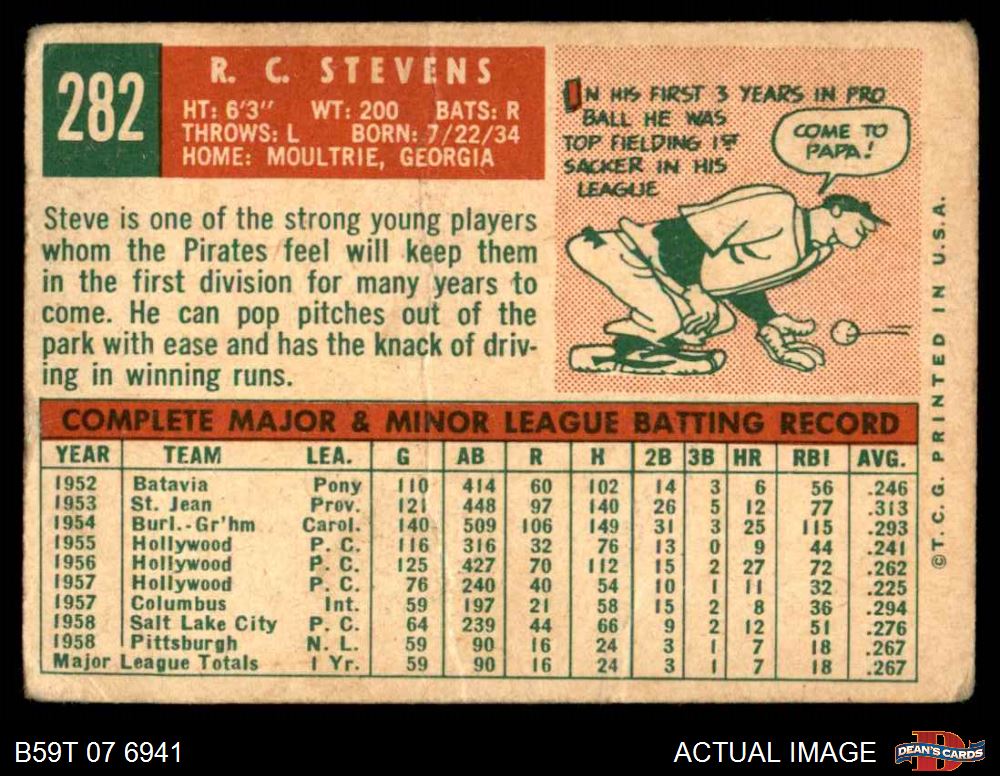 282
R. C. STEVENS
HT: 6'3" WT: 200 BATS: R
THROWS: L BORN: 7/22/34
HOME: MOULTRIE, GEORGIA
Steve is one of the strong young players
whom the Pirates feel will keep them
in the first division for many years to
come. He can pop pitches out of the
park with ease and has the knack of driv-
ing in winning runs.
IN HIS FIRST 3 YEARS IN PRO
BALL HE WAS
TOP FIELDING 1ST
SACKER IN HIS
LEAGUE
COME TO
PAPA!
COMPLETE MAJOR & MINOR LEAGUE BATTING RECORD
YEAR TEAM LEA. G AB R H 2B 3B HR RBI AVG.
1952 Batavia Pony 110 414 60 102 14 3 6 56 .246
1953 St. Jean Prov. 121 448 97 140 26 5 12 77 .313
1954 Burl.-Gr'hm Carol. 140 509 106 149 31 3 25 115 .293
1955 Hollywood P. C. 116 316 32 76 13 0 9 44 .241
1956 Hollywood P. C. 125 427 70 112 15 2 27 72 .262
1957 Hollywood P. C. 76 240 40 54 10 1 11 32 .225
1957 Columbus Int. 59 197 21 58 15 2 8 36 .294
1958 Salt Lake City P. C. 64 239 44 66 9 2 12 51 .276
1958 Pittsburgh N. L. 59 90 16 24 3 1 7 18 .267
Major League Totals 1 Yr. 59 90 16 24 3 1 7 18 .267
©T. C. G. PRINTED IN U.S.A.
B59T 07 6941
ACTUAL IMAGE
DEAN'S CARDS